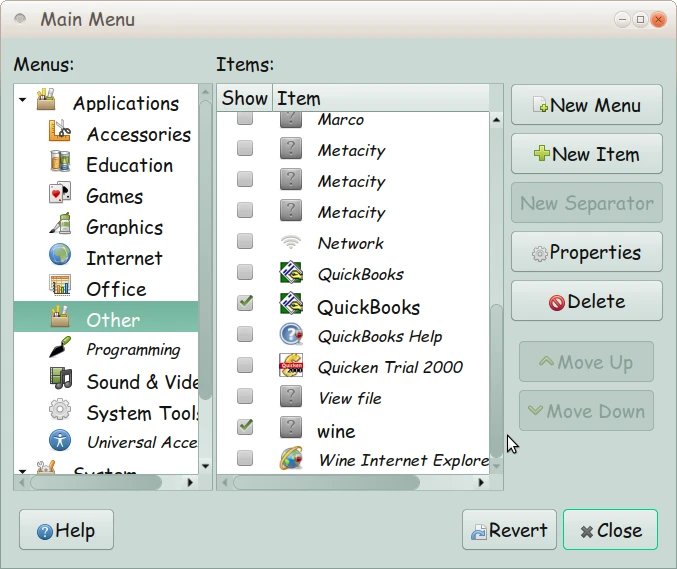 Main Menu
Menus:
Items:
Applications
Accessories
Education
Games
Graphics
Internet
Office
Other
Programming
Sound & Vide
System Tools
Universal Acce
System
Show
Item
Marco
Metacity
Metacity
Metacity
Network
QuickBooks
QuickBooks
QuickBooks Help
Quicken Trial 2000
View file
wine
Wine Internet Explore
New Menu
New Item
New Separator
Properties
Delete
Move Up
Move Down
Help
Revert
Close